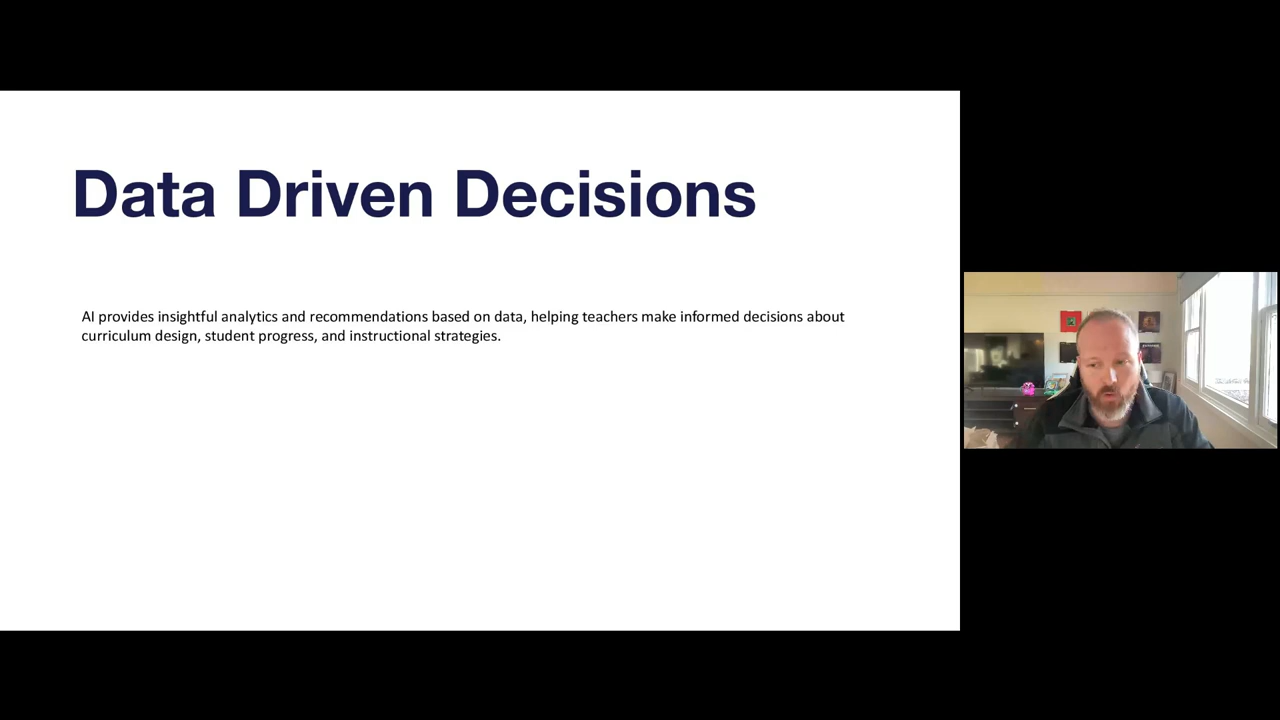 Data Driven Decisions
AI provides insightful analytics and recommendations based on data, helping teachers make informed decisions about
curriculum design, student progress, and instructional strategies.